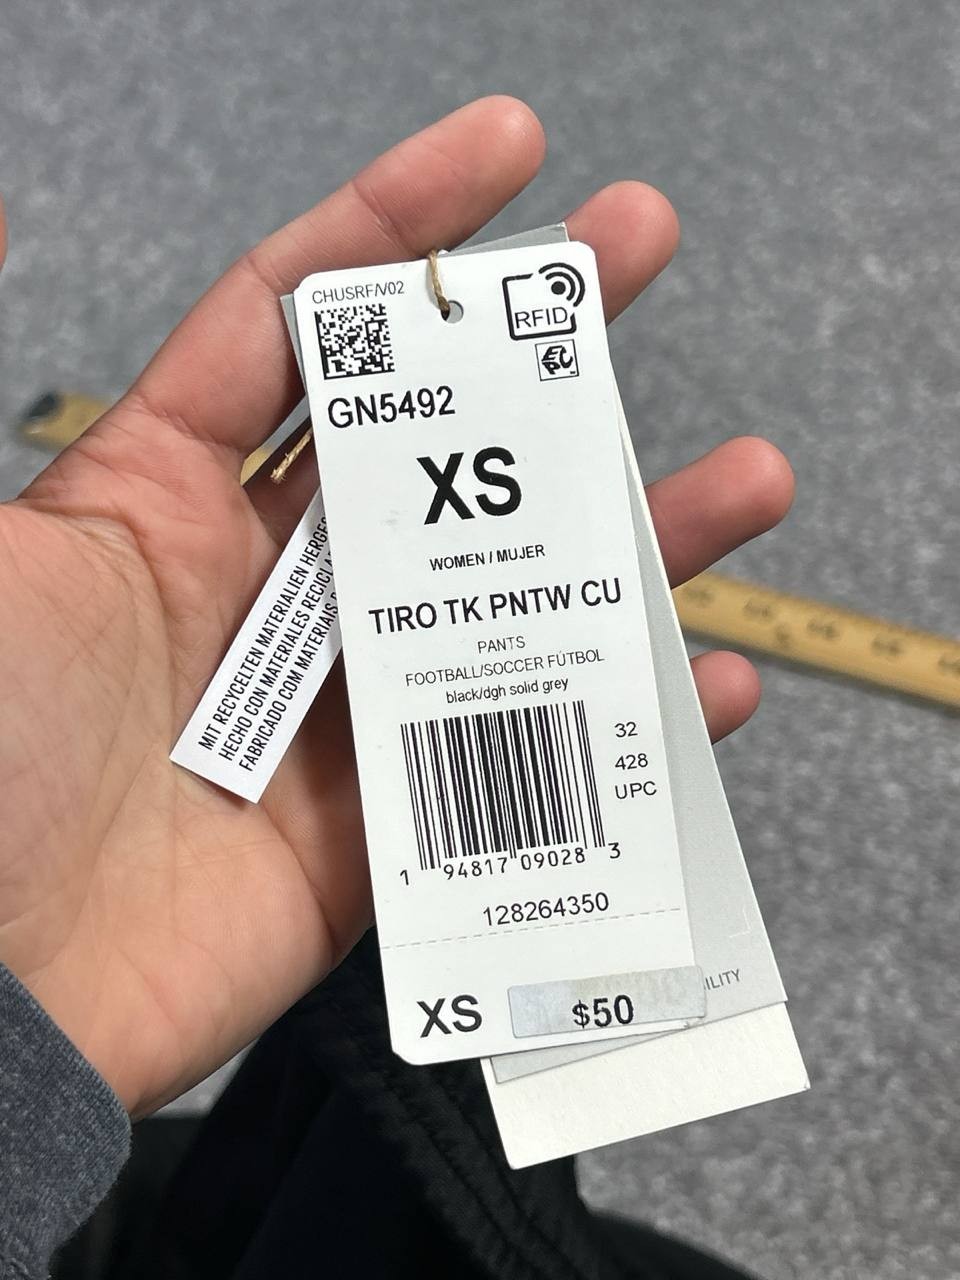 CHUSRF/V02
RFID
EPC
GN5492
XS
WOMEN / MUJER
TIRO TK PNTW CU
PANTS
FOOTBALL/SOCCER FÚTBOL
black/dgh solid grey
32
428
UPC
1 94817 09028 3
128264350
XS
$50
MIT RECYCELTEN MATERIALIEN
HECHO CON MATERIALES
FABRICADO COM MATERIAIS